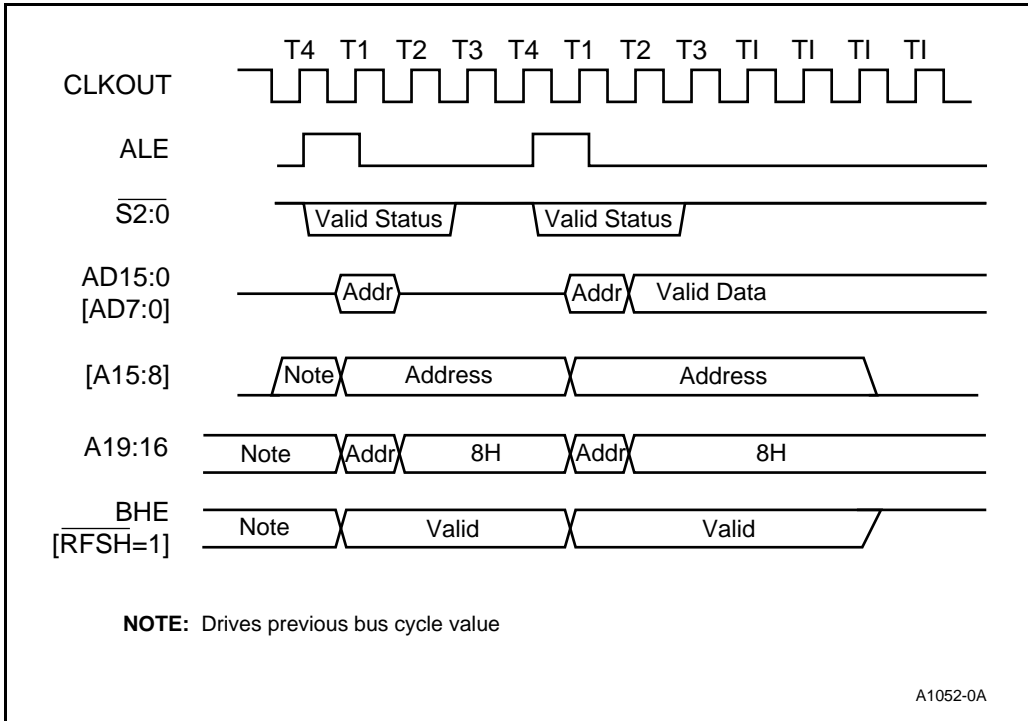 T4 T1 T2 T3 T4 T1 T2 T3 TI TI TI TI
CLKOUT
ALE
S2:0
Valid Status Valid Status
AD15:0
[AD7:0]
Addr Addr Valid Data
[A15:8]
Note Address Address
A19:16
Note Addr 8H Addr 8H
BHE
[RFSH=1]
Note Valid Valid
NOTE: Drives previous bus cycle value
A1052-0A